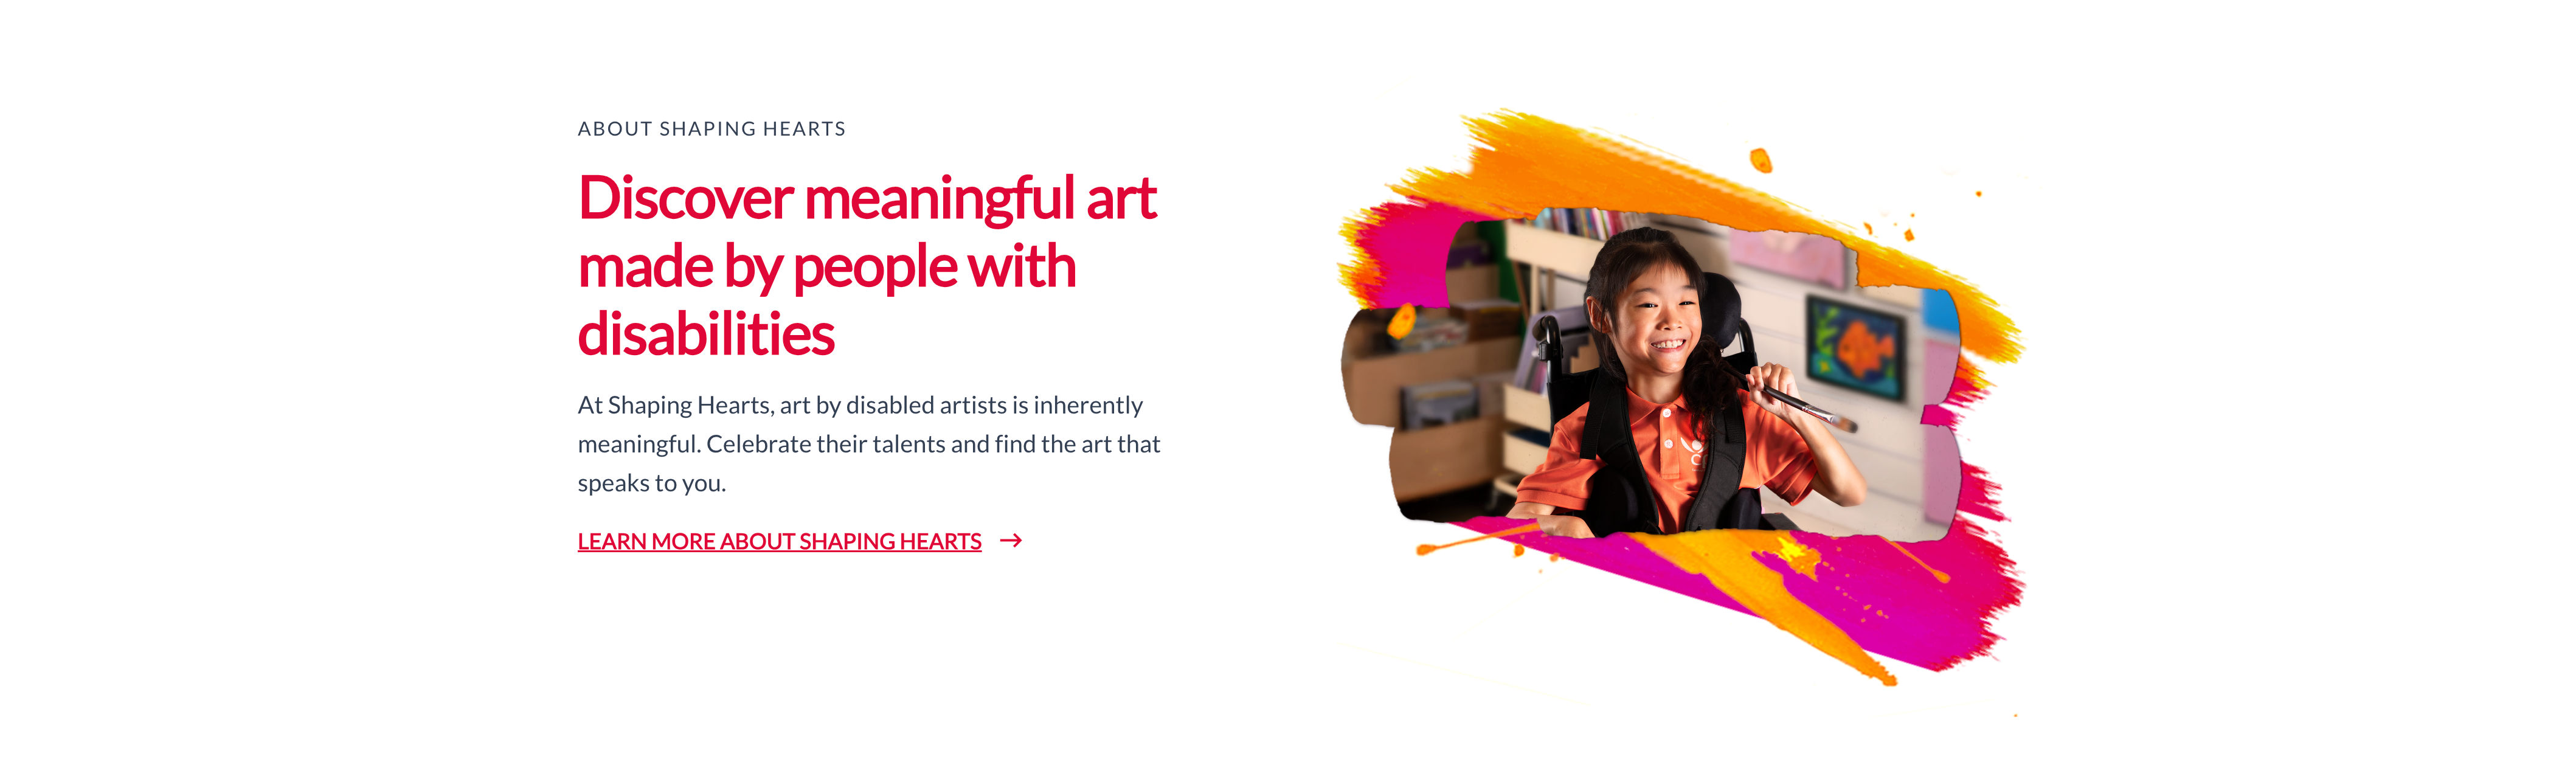 ABOUT SHAPING HEARTS
Discover meaningful art
made by people with
disabilities
At Shaping Hearts, art by disabled artists is inherently
meaningful. Celebrate their talents and find the art that
speaks to you.
LEARN MORE ABOUT SHAPING HEARTS →